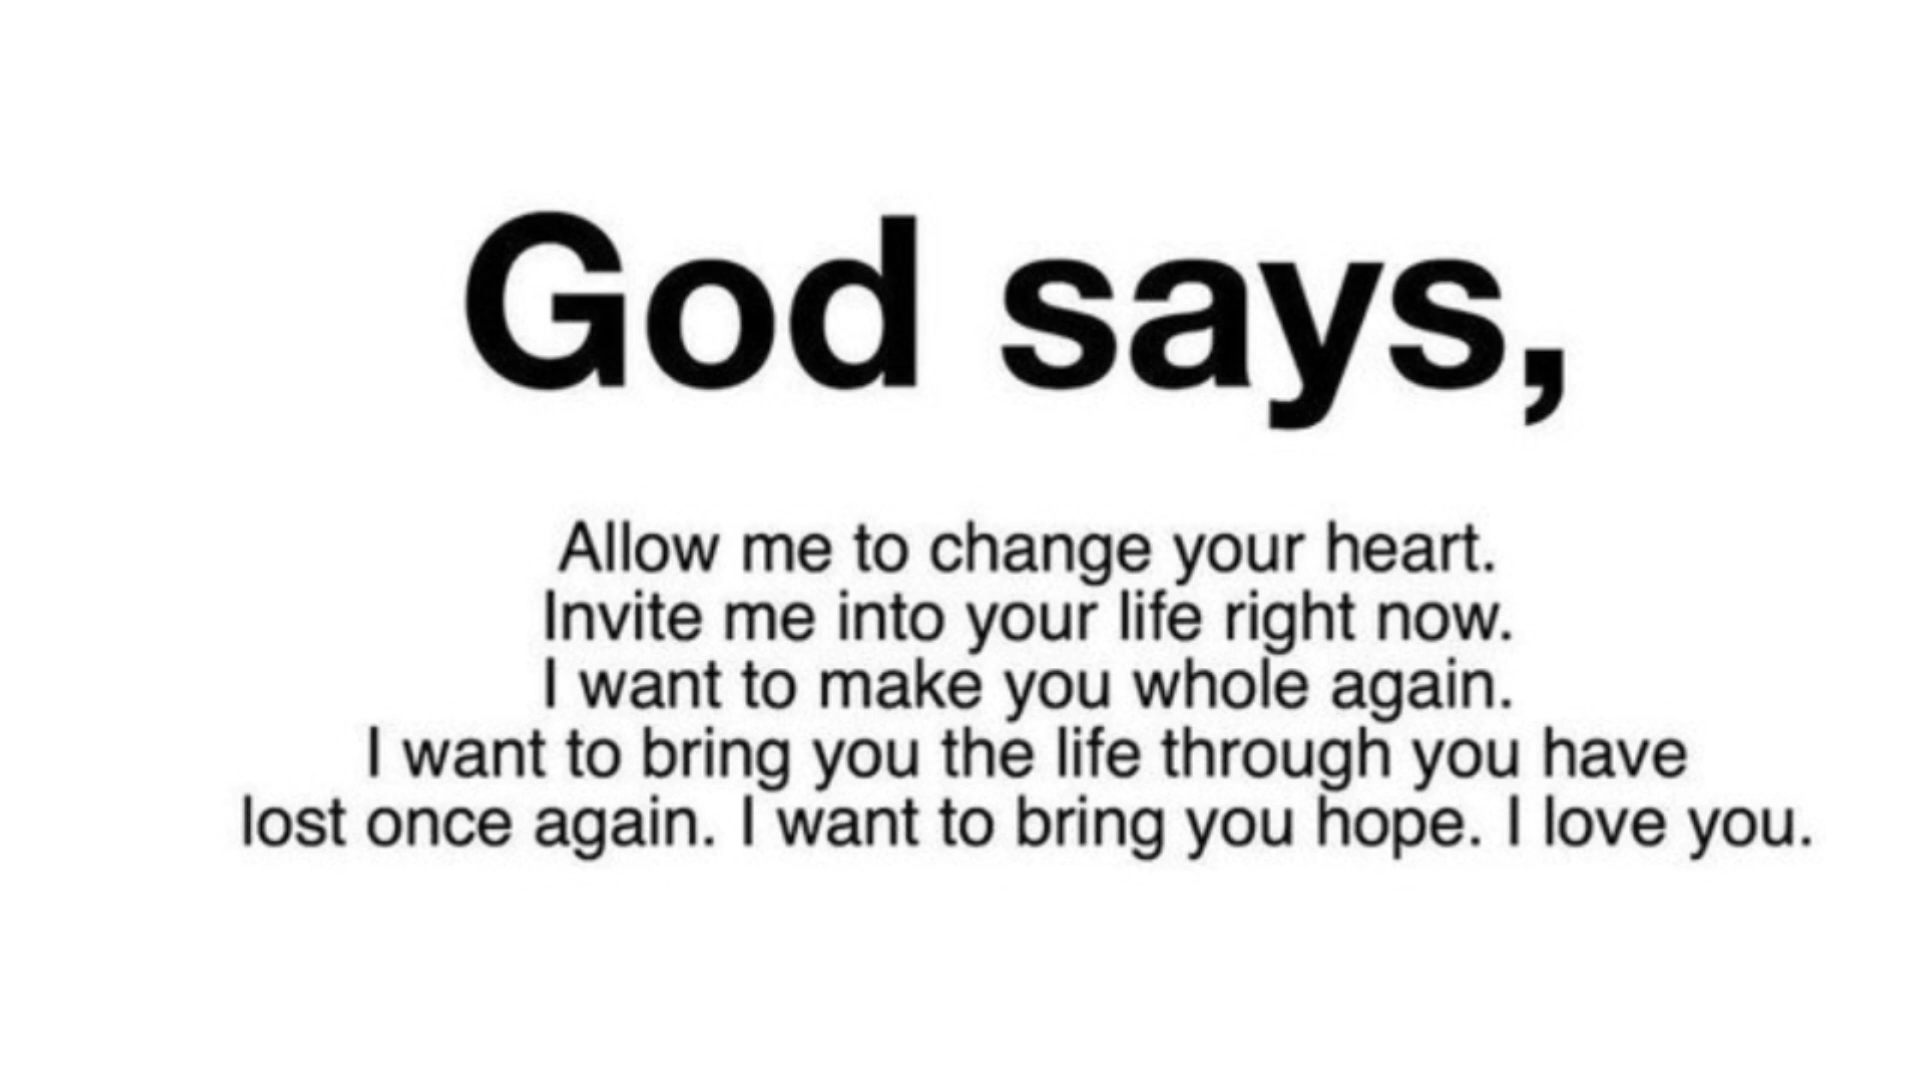 God says,
Allow me to change your heart.
Invite me into your life right now.
I want to make you whole again.
I want to bring you the life through you have
lost once again. I want to bring you hope. I love you.